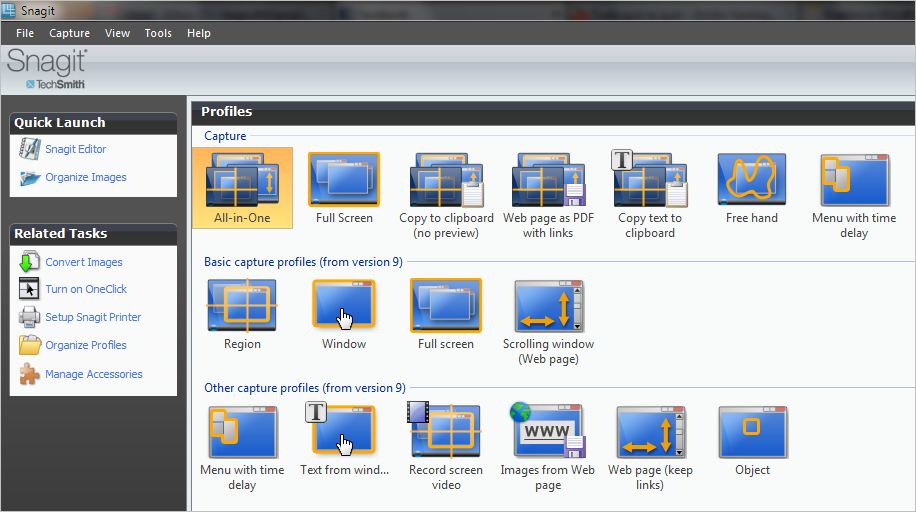 Snagit
File Capture View Tools Help
Snagit®
TechSmith
Quick Launch
Snagit Editor
Organize Images
Related Tasks
Convert Images
Turn on OneClick
Setup Snagit Printer
Organize Profiles
Manage Accessories
Profiles
Capture
All-in-One
Full Screen
Copy to clipboard
(no preview)
Web page as PDF
with links
T
Copy text to
clipboard
Free hand
Menu with time
delay
Basic capture profiles (from version 9)
Region
Window
Full screen
Scrolling window
(Web page)
Other capture profiles (from version 9)
Menu with time
delay
T
Text from wind...
Record screen
video
www
Images from Web
page
Web page (keep
links)
Object